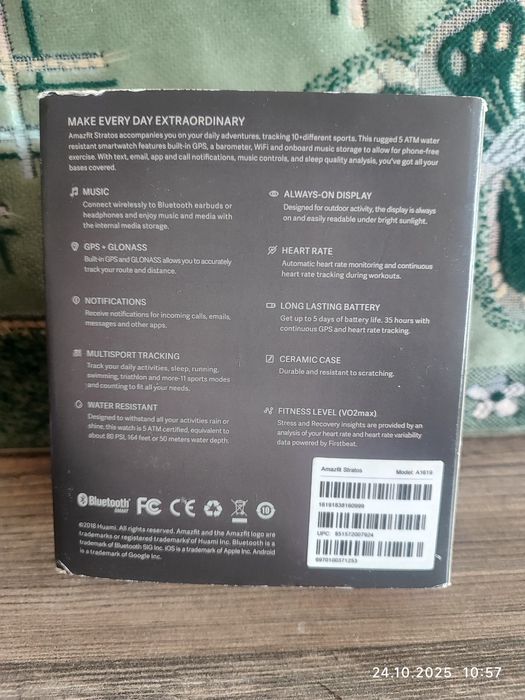 MAKE EVERY DAY EXTRAORDINARY
Amazfit Stratos accompanies you on your daily adventures, tracking 10+different sports. This rugged 5 ATM water
resistant smartwatch features built-in GPS, a barometer, WiFi and onboard music storage to allow for phone-free
exercise. With text, email, app and call notifications, music controls, and sleep quality analysis, you've got all your
bases covered.
MUSIC
Connect wirelessly to Bluetooth earbuds or
headphones and enjoy music and media with
the internal media storage.
GPS + GLONASS
Built-in GPS and GLONASS allows you to accurately
track your route and distance.
NOTIFICATIONS
Receive notifications for incoming calls, emails,
messages and other apps.
MULTISPORT TRACKING
Track your daily activities, sleep, running,
swimming, triathlon and more-11 sports modes
and counting to fit all your needs.
WATER RESISTANT
Designed to withstand all your activities rain or
shine, this watch is 5 ATM certified, equivalent to
about 80 PSI, 164 feet or 50 meters water depth.
ALWAYS-ON DISPLAY
Designed for outdoor activity, the display is always
on and easily readable under bright sunlight.
HEART RATE
Automatic heart rate monitoring and continuous
heart rate tracking during workouts.
LONG LASTING BATTERY
Get up to 5 days of battery life, 35 hours with
continuous GPS and heart rate tracking.
CERAMIC CASE
Durable and resistant to scratching.
FITNESS LEVEL (VO2max)
Stress and Recovery insights are provided by an
analysis of your heart rate and heart rate variability
data powered by Firstbeat.
Bluetooth
SMART
FC CE 10
©2018 Huami. All rights reserved. Amazfit and the Amazfit logo are
trademarks or registered trademarks of Huami Inc. Bluetooth is a
trademark of Bluetooth SIG Inc. iOS is a trademark of Apple Inc. Android
is a trademark of Google Inc.
Amazfit Stratos Model: A1619
16191838160999
UPC: 851572007924
6970100371253
24.10.2025 10:57